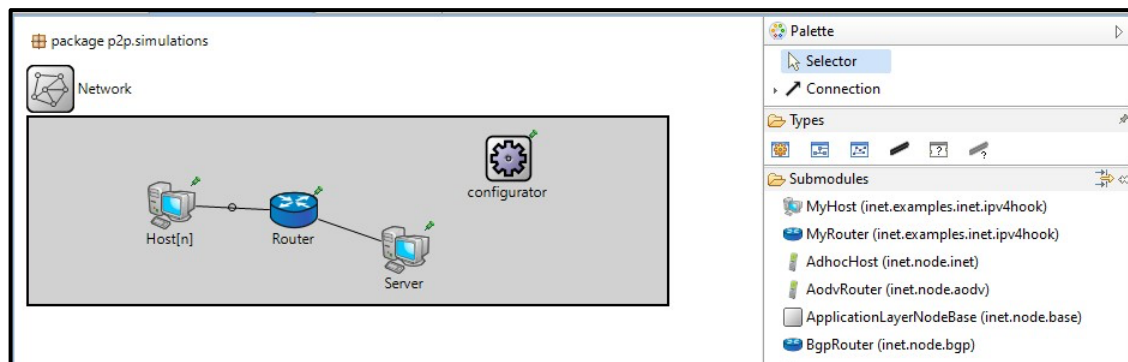 package p2p.simulations
Network
configurator
Host[n]
Router
Server
Palette
Selector
Connection
Types
?
?
Submodules
MyHost (inet.examples.inet.ipv4hook)
MyRouter (inet.examples.inet.ipv4hook)
AdhocHost (inet.node.inet)
AodvRouter (inet.node.aodv)
ApplicationLayerNodeBase (inet.node.base)
BgpRouter (inet.node.bgp)